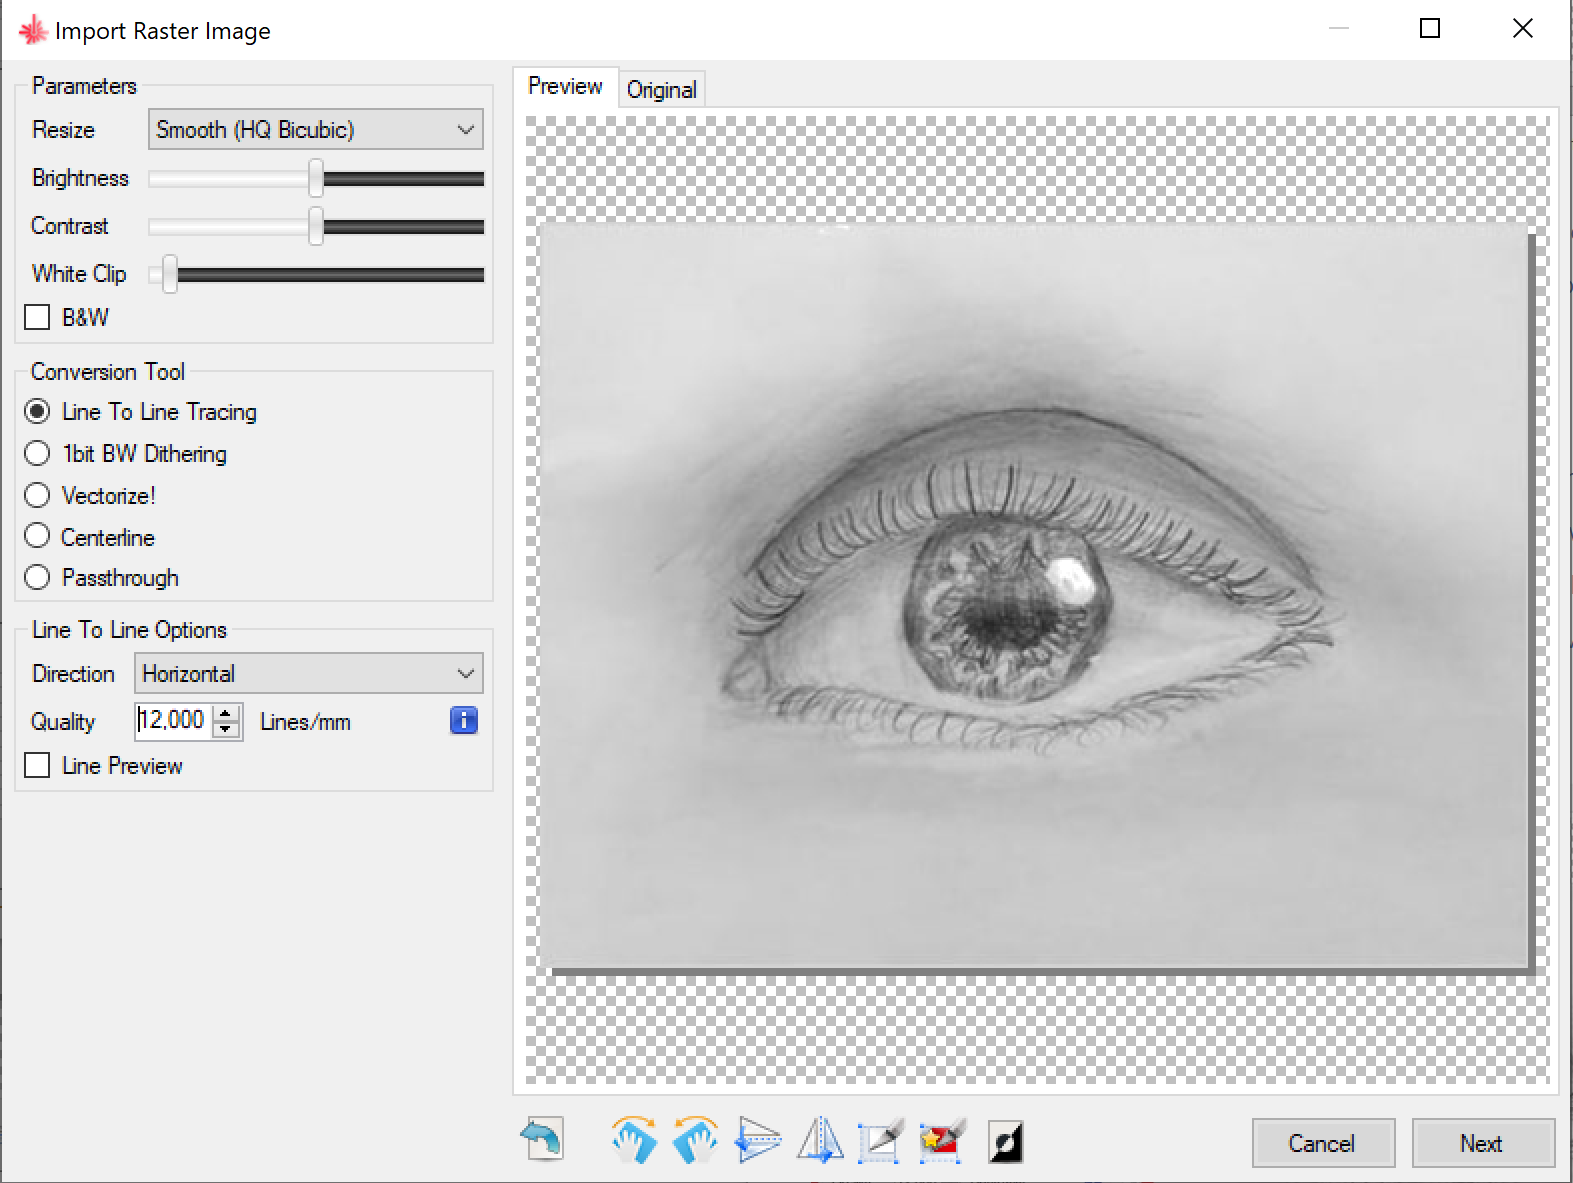 Import Raster Image
Parameters
Resize
Smooth (HQ Bicubic)
Brightness
Contrast
White Clip
B&W
Conversion Tool
Line To Line Tracing
1bit BW Dithering
Vectorize!
Centerline
Passthrough
Line To Line Options
Direction
Horizontal
Quality
12,000
Lines/mm
Line Preview
Preview
Original
Cancel
Next